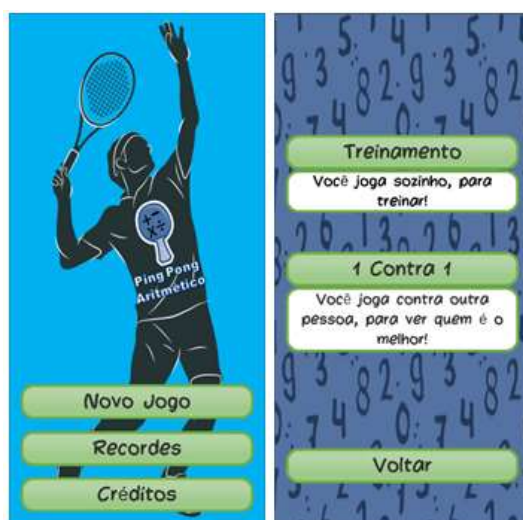 +−
×÷
Ping Pong
Aritmético
Novo Jogo
Recordes
Créditos
Treinamento
Você joga sozinho, para
treinar!
1 Contra 1
Você joga contra outra
pessoa, para ver quem é o
melhor!
Voltar